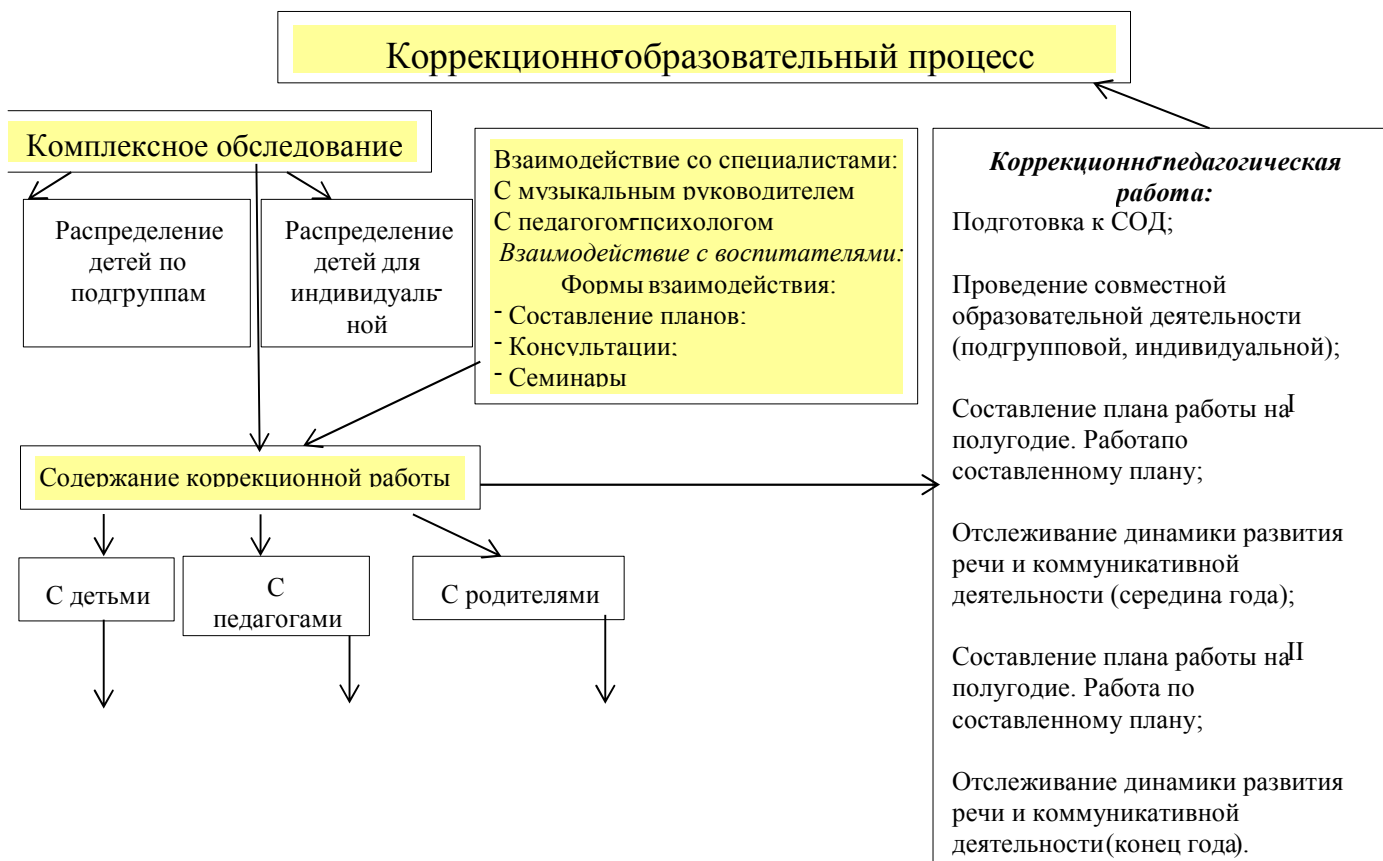 Коррекционно-образовательный процесс
Комплексное обследование
Распределение
детей по
подгруппам
Распределение
детей для
индивидуаль-
ной
Взаимодействие со специалистами:
С музыкальным руководителем
С педагогом-психологом
Взаимодействие с воспитателями:
Формы взаимодействия:
- Составление планов;
- Консультации;
- Семинары
Содержание коррекционной работы
С детьми
С
педагогами
С родителями
Коррекционно-педагогическая
работа:
Подготовка к СОД;
Проведение совместной
образовательной деятельности
(подгрупповой, индивидуальной);
Составление плана работы на I
полугодие. Работапо
составленному плану;
Отслеживание динамики развития
речи и коммуникативной
деятельности (середина года);
Составление плана работы на II
полугодие. Работа по
составленному плану;
Отслеживание динамики развития
речи и коммуникативной
деятельности (конец года).